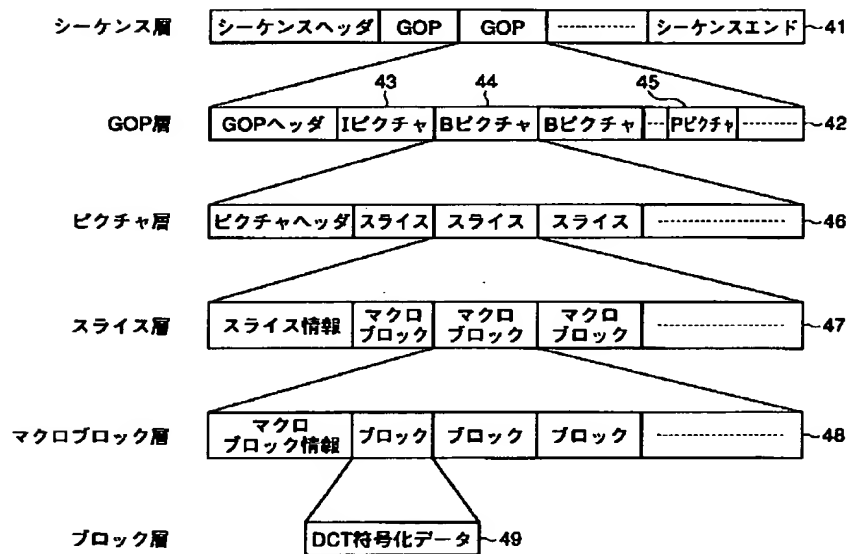 シーケンス層 シーケンスヘッダ GOP GOP シーケンスエンド 41
43 44 45
GOP層 GOPヘッダ Iピクチャ Bピクチャ Bピクチャ Pピクチャ 42
ピクチャ層 ピクチャヘッダ スライス スライス スライス 46
スライス層 スライス情報 マクロ マクロ マクロ 47
ブロック ブロック ブロック
マクロブロック層 マクロ ブロック ブロック ブロック 48
ブロック情報
ブロック層 DCT符号化データ 49